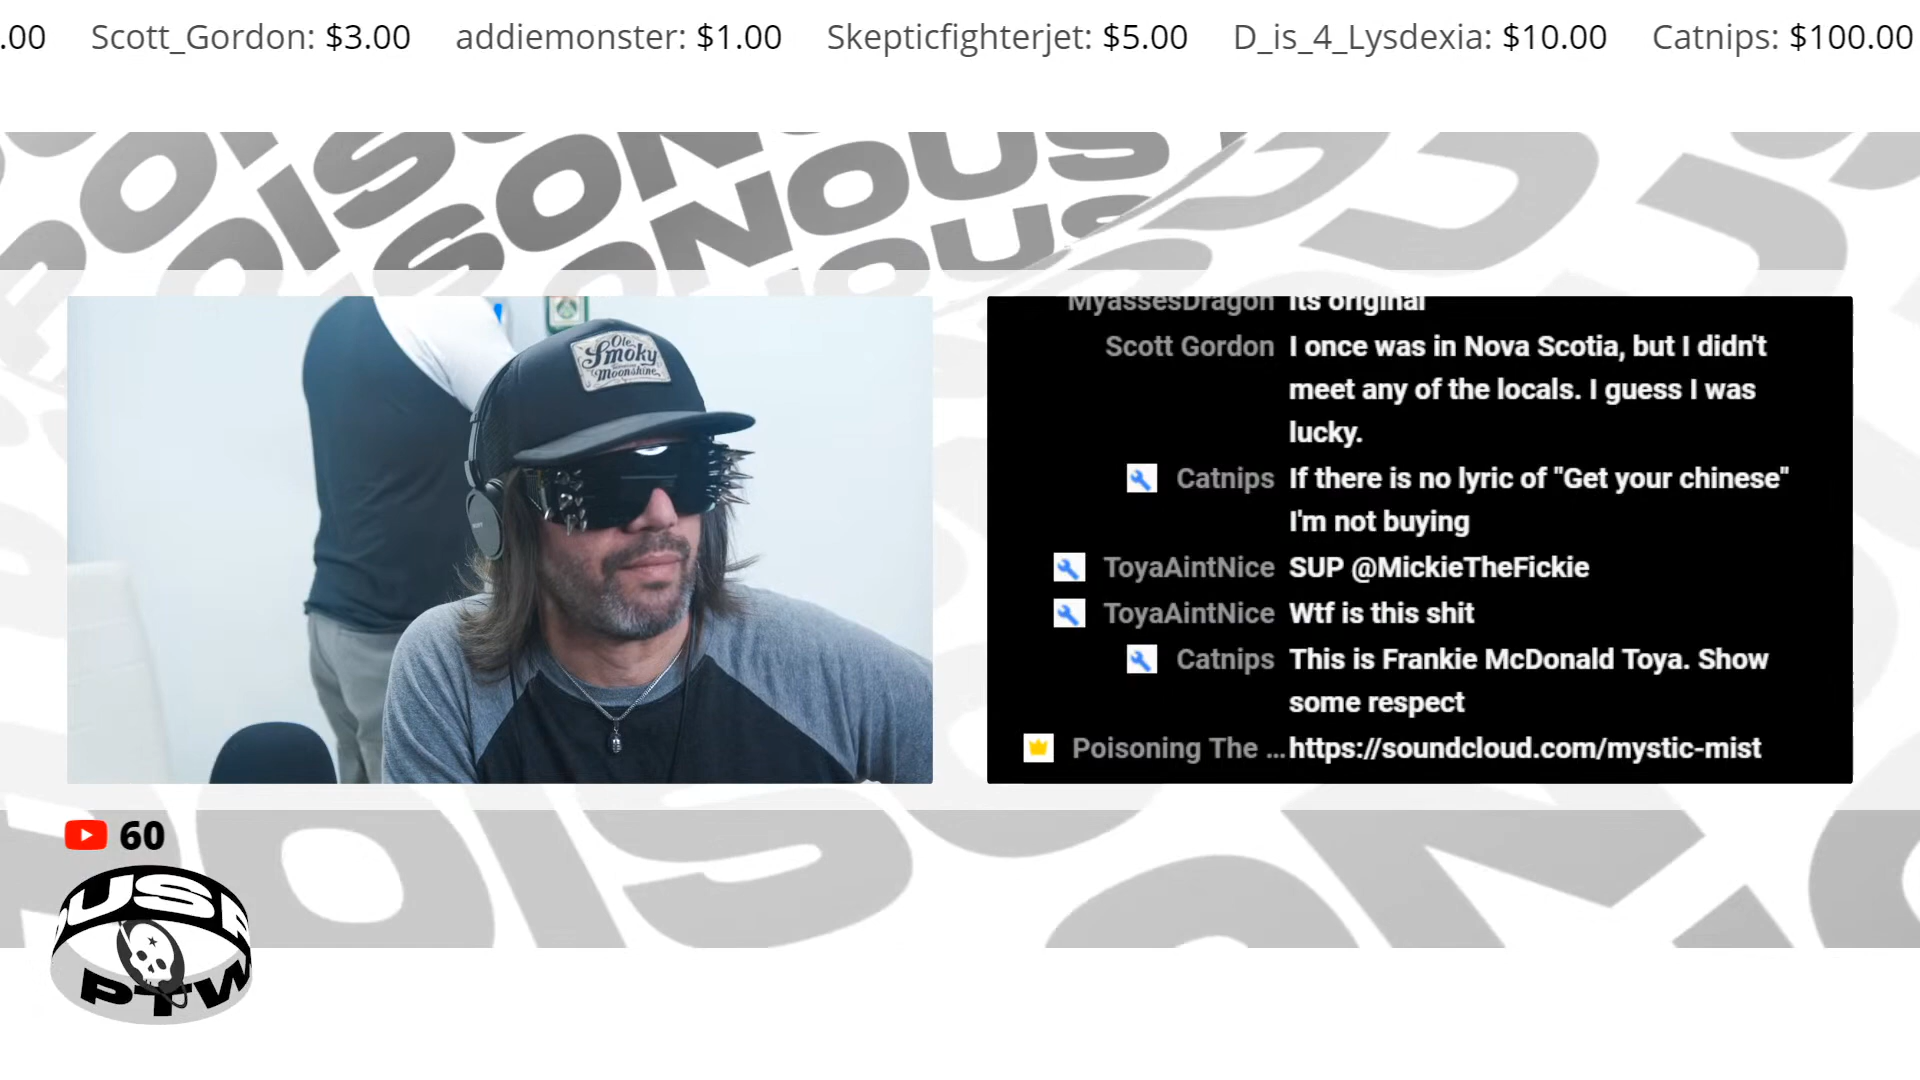 .00 Scott_Gordon: $3.00 addiemonster: $1.00 Skepticfighterjet: $5.00 D_is_4_Lysdexia: $10.00 Catnips: $100.00
POISONOUS
Ole
Smoky
Moonshine
MyassesDragon its original
Scott Gordon I once was in Nova Scotia, but I didn't
meet any of the locals. I guess I was
lucky.
Catnips If there is no lyric of "Get your chinese"
I'm not buying
ToyaAintNice SUP @MickieTheFickie
ToyaAintNice Wtf is this shit
Catnips This is Frankie McDonald Toya. Show
some respect
Poisoning The ... https://soundcloud.com/mystic-mist
60
PTW